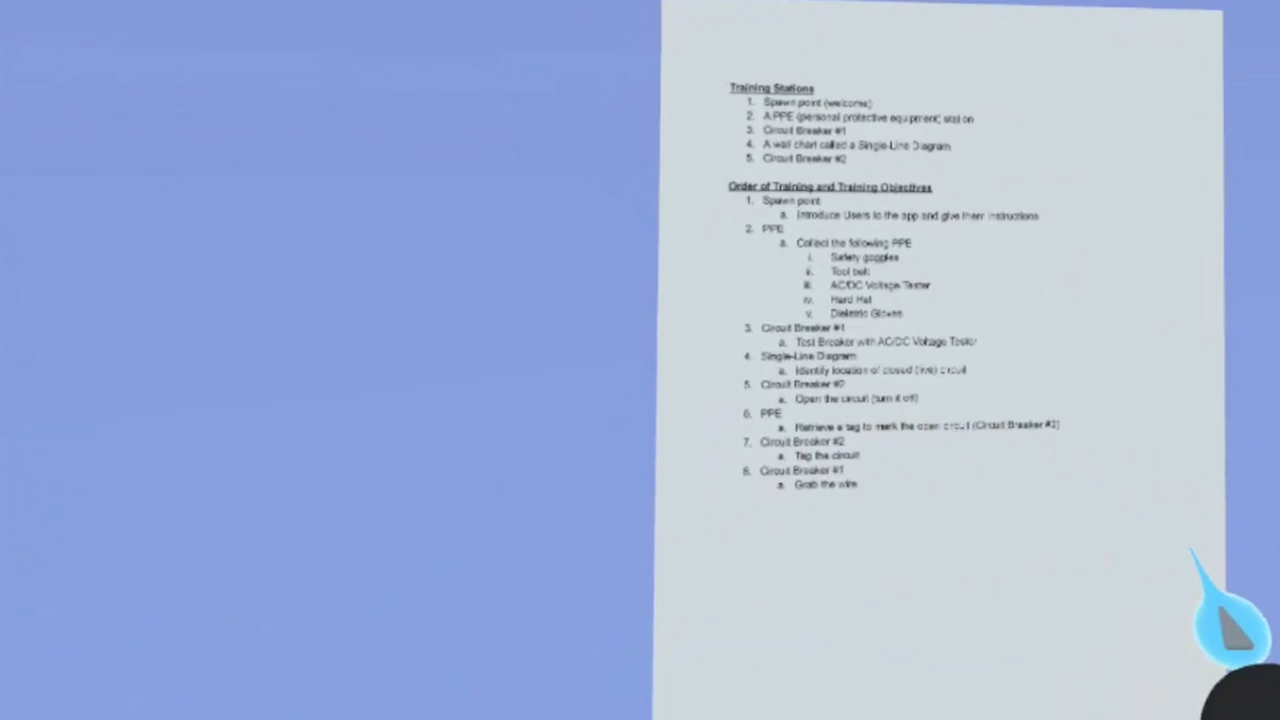 Training Stations
1. Spawn point (welcome)
2. A PPE (personal protective equipment) station
3. Circuit Breaker #1
4. A wall chart called a Single-Line Diagram
5. Circuit Breaker #2
Order of Training and Training Objectives
1. Spawn point
a. Introduce Users to the app and give them instructions
2. PPE
a. Collect the following PPE
i. Safety goggles
ii. Tool belt
iii. AC/DC Voltage Tester
iv. Hard Hat
v. Dielectric Gloves
3. Circuit Breaker #1
a. Test Breaker with AC/DC Voltage Tester
4. Single-Line Diagram
a. Identify location of closed (live) circuit
5. Circuit Breaker #2
a. Open the circuit (turn it off)
6. PPE
a. Retrieve a tag to mark the open circuit (Circuit Breaker #2)
7. Circuit Breaker #2
a. Tag the circuit
8. Circuit Breaker #1
a. Grab the wire